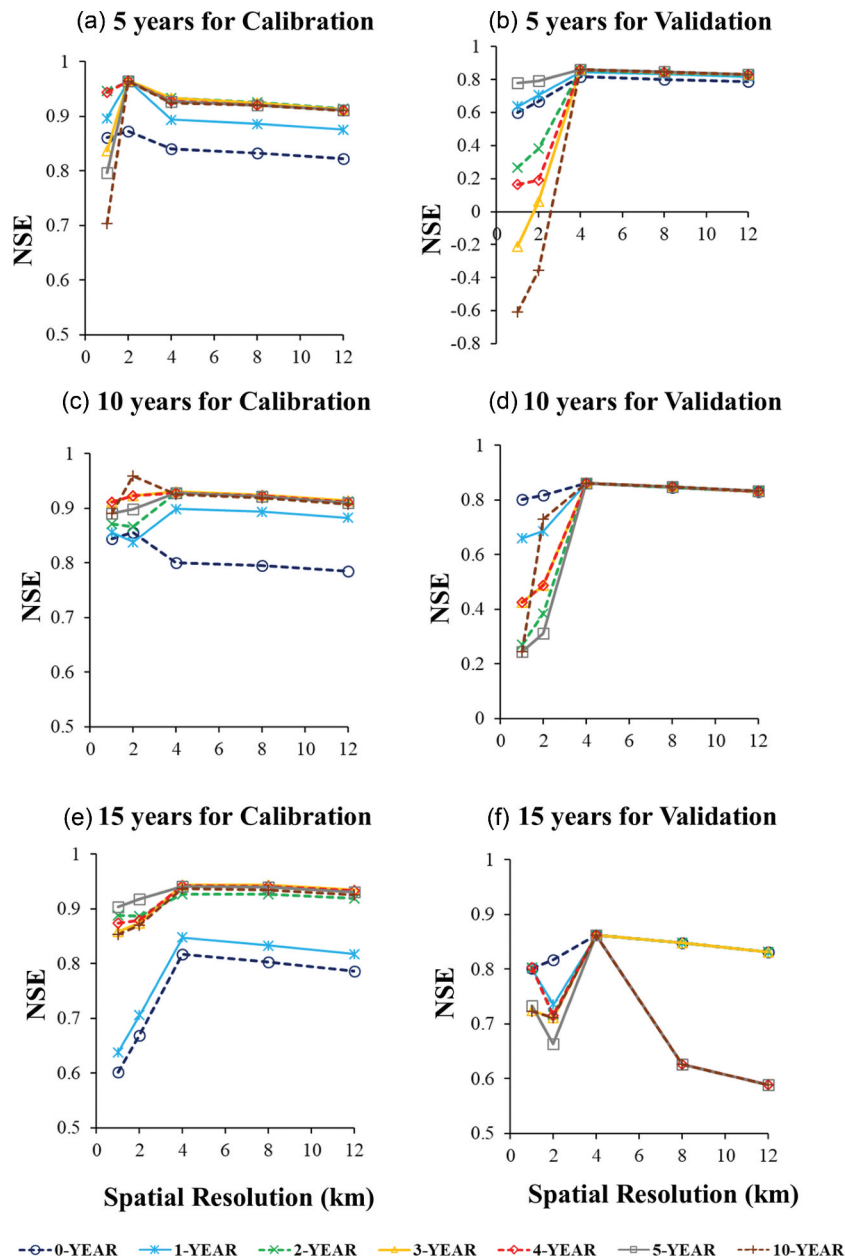 (a) 5 years for Calibration
NSE
1
0.9
0.8
0.7
0.6
0.5
0 2 4 6 8 10 12
(b) 5 years for Validation
NSE
1
0.8
0.6
0.4
0.2
0
-0.2
-0.4
-0.6
-0.8
0 2 4 6 8 10 12
(c) 10 years for Calibration
NSE
1
0.9
0.8
0.7
0.6
0.5
0 2 4 6 8 10 12
(d) 10 years for Validation
NSE
1
0.8
0.6
0.4
0.2
0
0 2 4 6 8 10 12
(e) 15 years for Calibration
NSE
1
0.9
0.8
0.7
0.6
0.5
0 2 4 6 8 10 12
Spatial Resolution (km)
(f) 15 years for Validation
NSE
1
0.9
0.8
0.7
0.6
0.5
0 2 4 6 8 10 12
Spatial Resolution (km)
0-YEAR 1-YEAR 2-YEAR 3-YEAR 4-YEAR 5-YEAR 10-YEAR